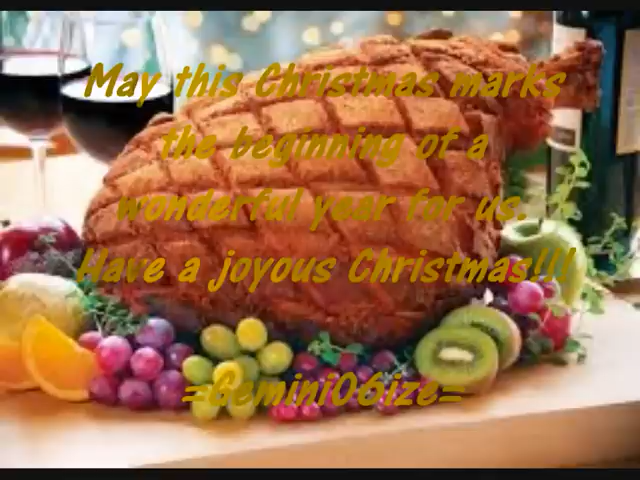 May this Christmas marks
the beginning of a
wonderful year for us.
Have a joyous Christmas!!!
=Gemini06ize=